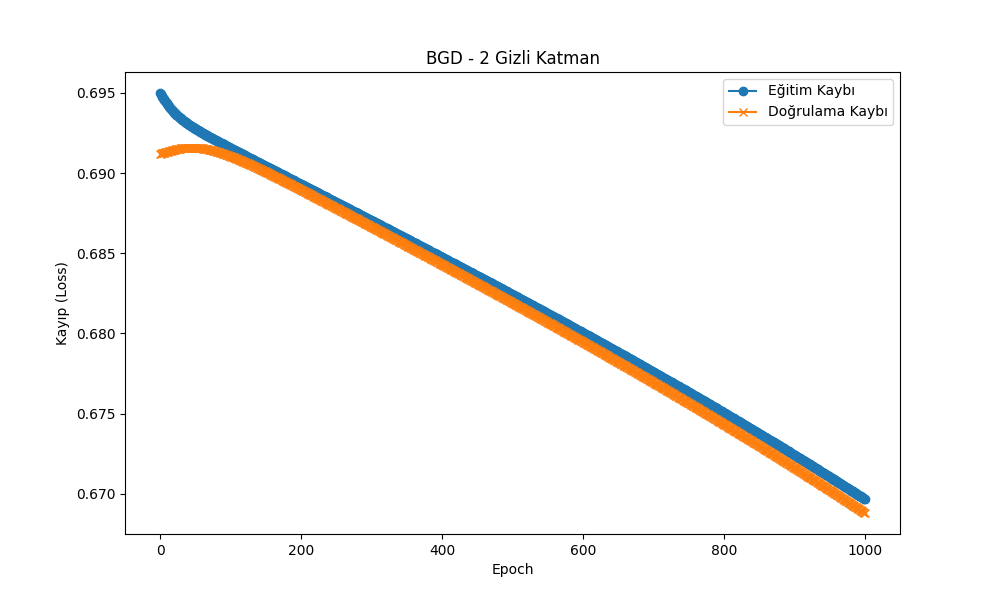 BGD - 2 Gizli Katman
Eğitim Kaybı
Doğrulama Kaybı
Kayıp (Loss)
0.695
0.690
0.685
0.680
0.675
0.670
0 200 400 600 800 1000
Epoch